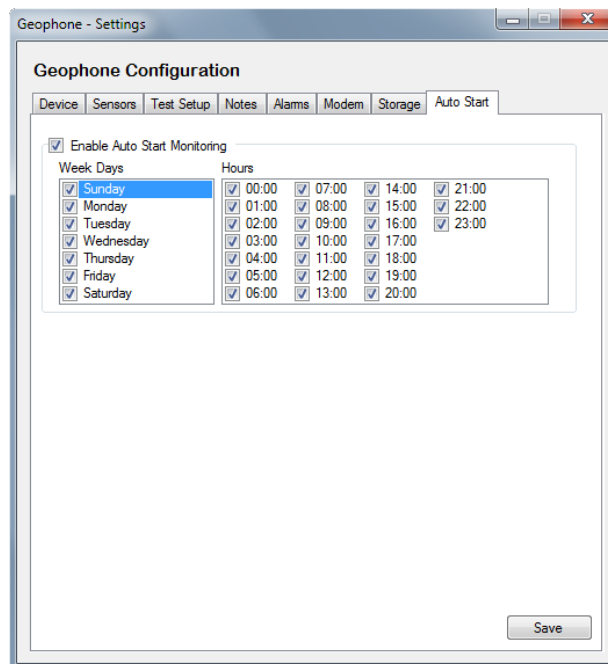 Geophone - Settings
Geophone Configuration
Device Sensors Test Setup Notes Alarms Modem Storage Auto Start
Enable Auto Start Monitoring
Week Days Hours
Sunday 00:00 07:00 14:00 21:00
Monday 01:00 08:00 15:00 22:00
Tuesday 02:00 09:00 16:00 23:00
Wednesday 03:00 10:00 17:00
Thursday 04:00 11:00 18:00
Friday 05:00 12:00 19:00
Saturday 06:00 13:00 20:00
Save